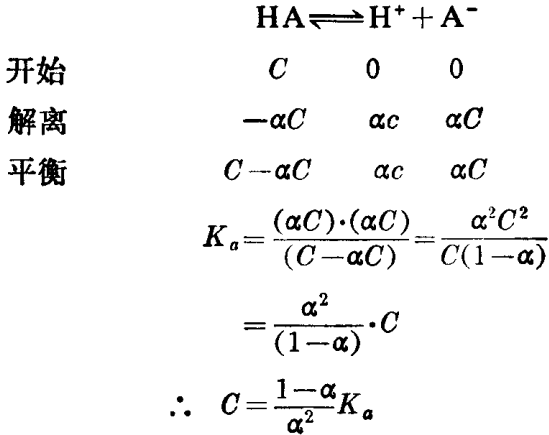 HA⇌H⁺+A⁻
开始 C 0 0
解离 −αC αc αC
平衡 C−αC αc αC
Kₐ=(αC)·(αC)/(C−αC)=α²C²/C(1−α)
=α²/(1−α)·C
∴ C=1−α/α² Kₐ